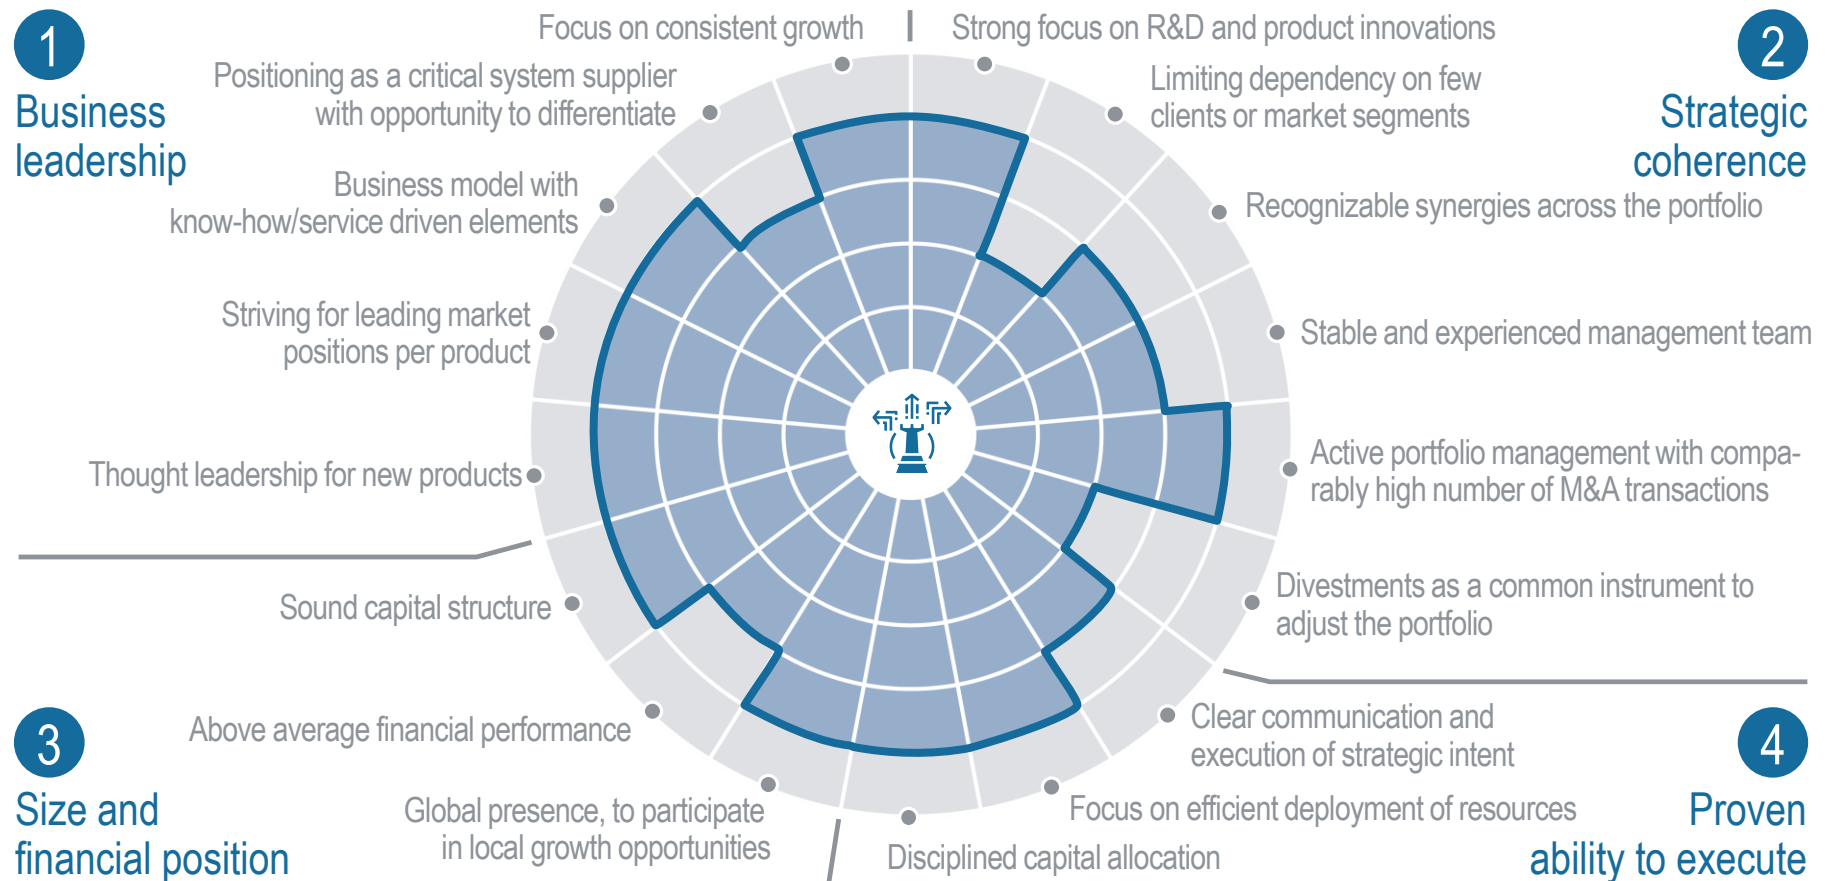 1
Business
leadership
Focus on consistent growth
Positioning as a critical system supplier
with opportunity to differentiate
Business model with
know-how/service driven elements
Striving for leading market
positions per product
Thought leadership for new products
2
Strategic
coherence
Strong focus on R&D and product innovations
Limiting dependency on few
clients or market segments
Recognizable synergies across the portfolio
Stable and experienced management team
Active portfolio management with compa-
rably high number of M&A transactions
Divestments as a common instrument to
adjust the portfolio
3
Size and
financial position
Sound capital structure
Above average financial performance
Global presence, to participate
in local growth opportunities
4
Proven
ability to execute
Clear communication and
execution of strategic intent
Focus on efficient deployment of resources
Disciplined capital allocation